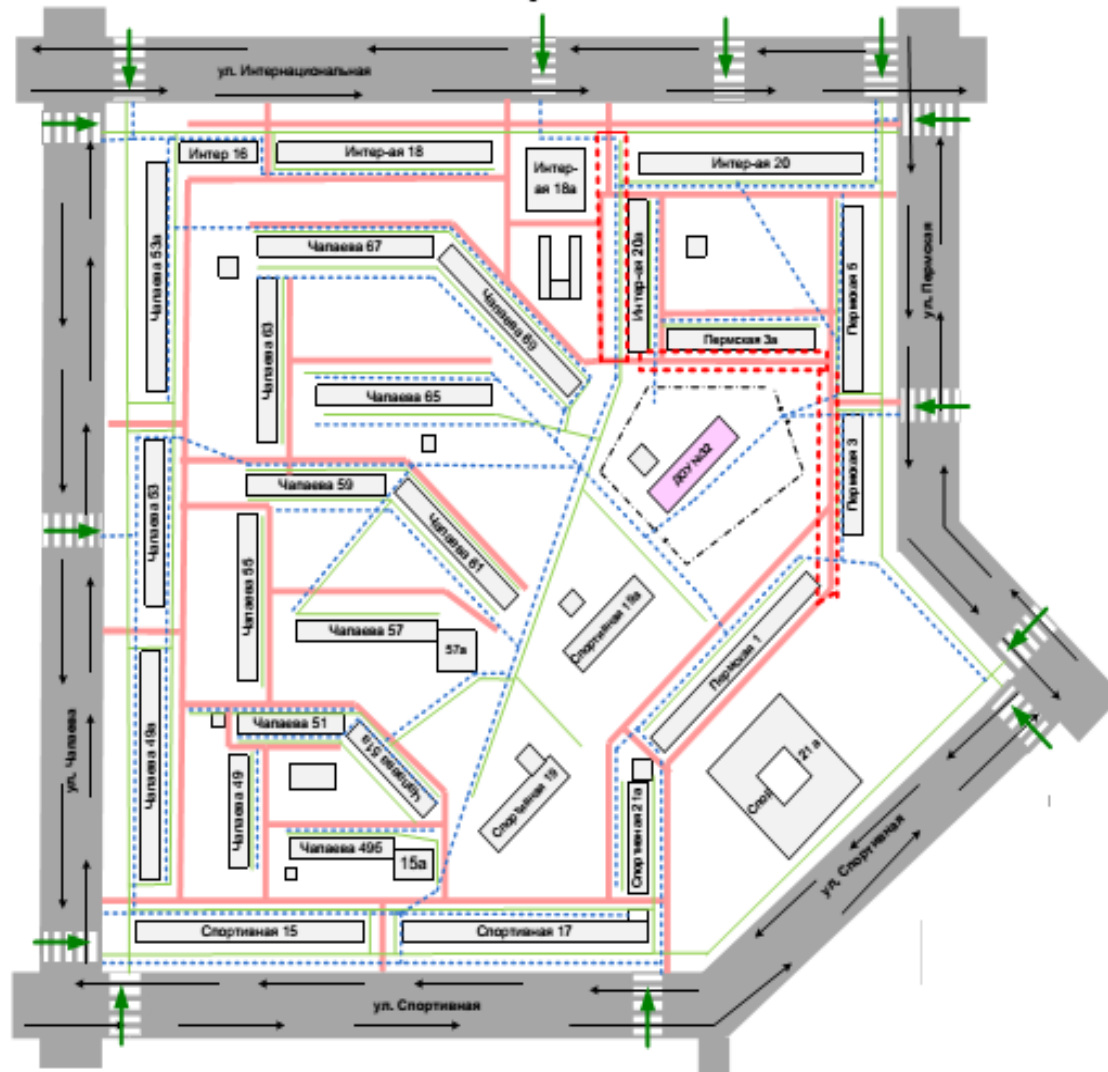 ул. Интернациональная
Интер 16
Интер-ая 18
Интер-
ая 18а
Интер-ая 20
Чапаева 53а
Чапаева 67
Чапаева 69
Интер-ая 20а
Пермская 5
ул. Пермская
Чапаева 63
Пермская 3а
Чапаева 65
Пермская 3
ДОУ №32
Чапаева 59
Чапаева 61
Чапаева 53
Чапаева 55
Спортивная 19а
Чапаева 57
57а
Пермская 1
Чапаева 49а
Чапаева 51
Чапаева 51а
ул. Чапаева
Чапаева 49
Спортивная 19
Спор
21 а
Спортивная21а
Чапаева 49б
15а
ул. Спортивная
Спортивная 15
Спортивная 17
ул. Спортивная